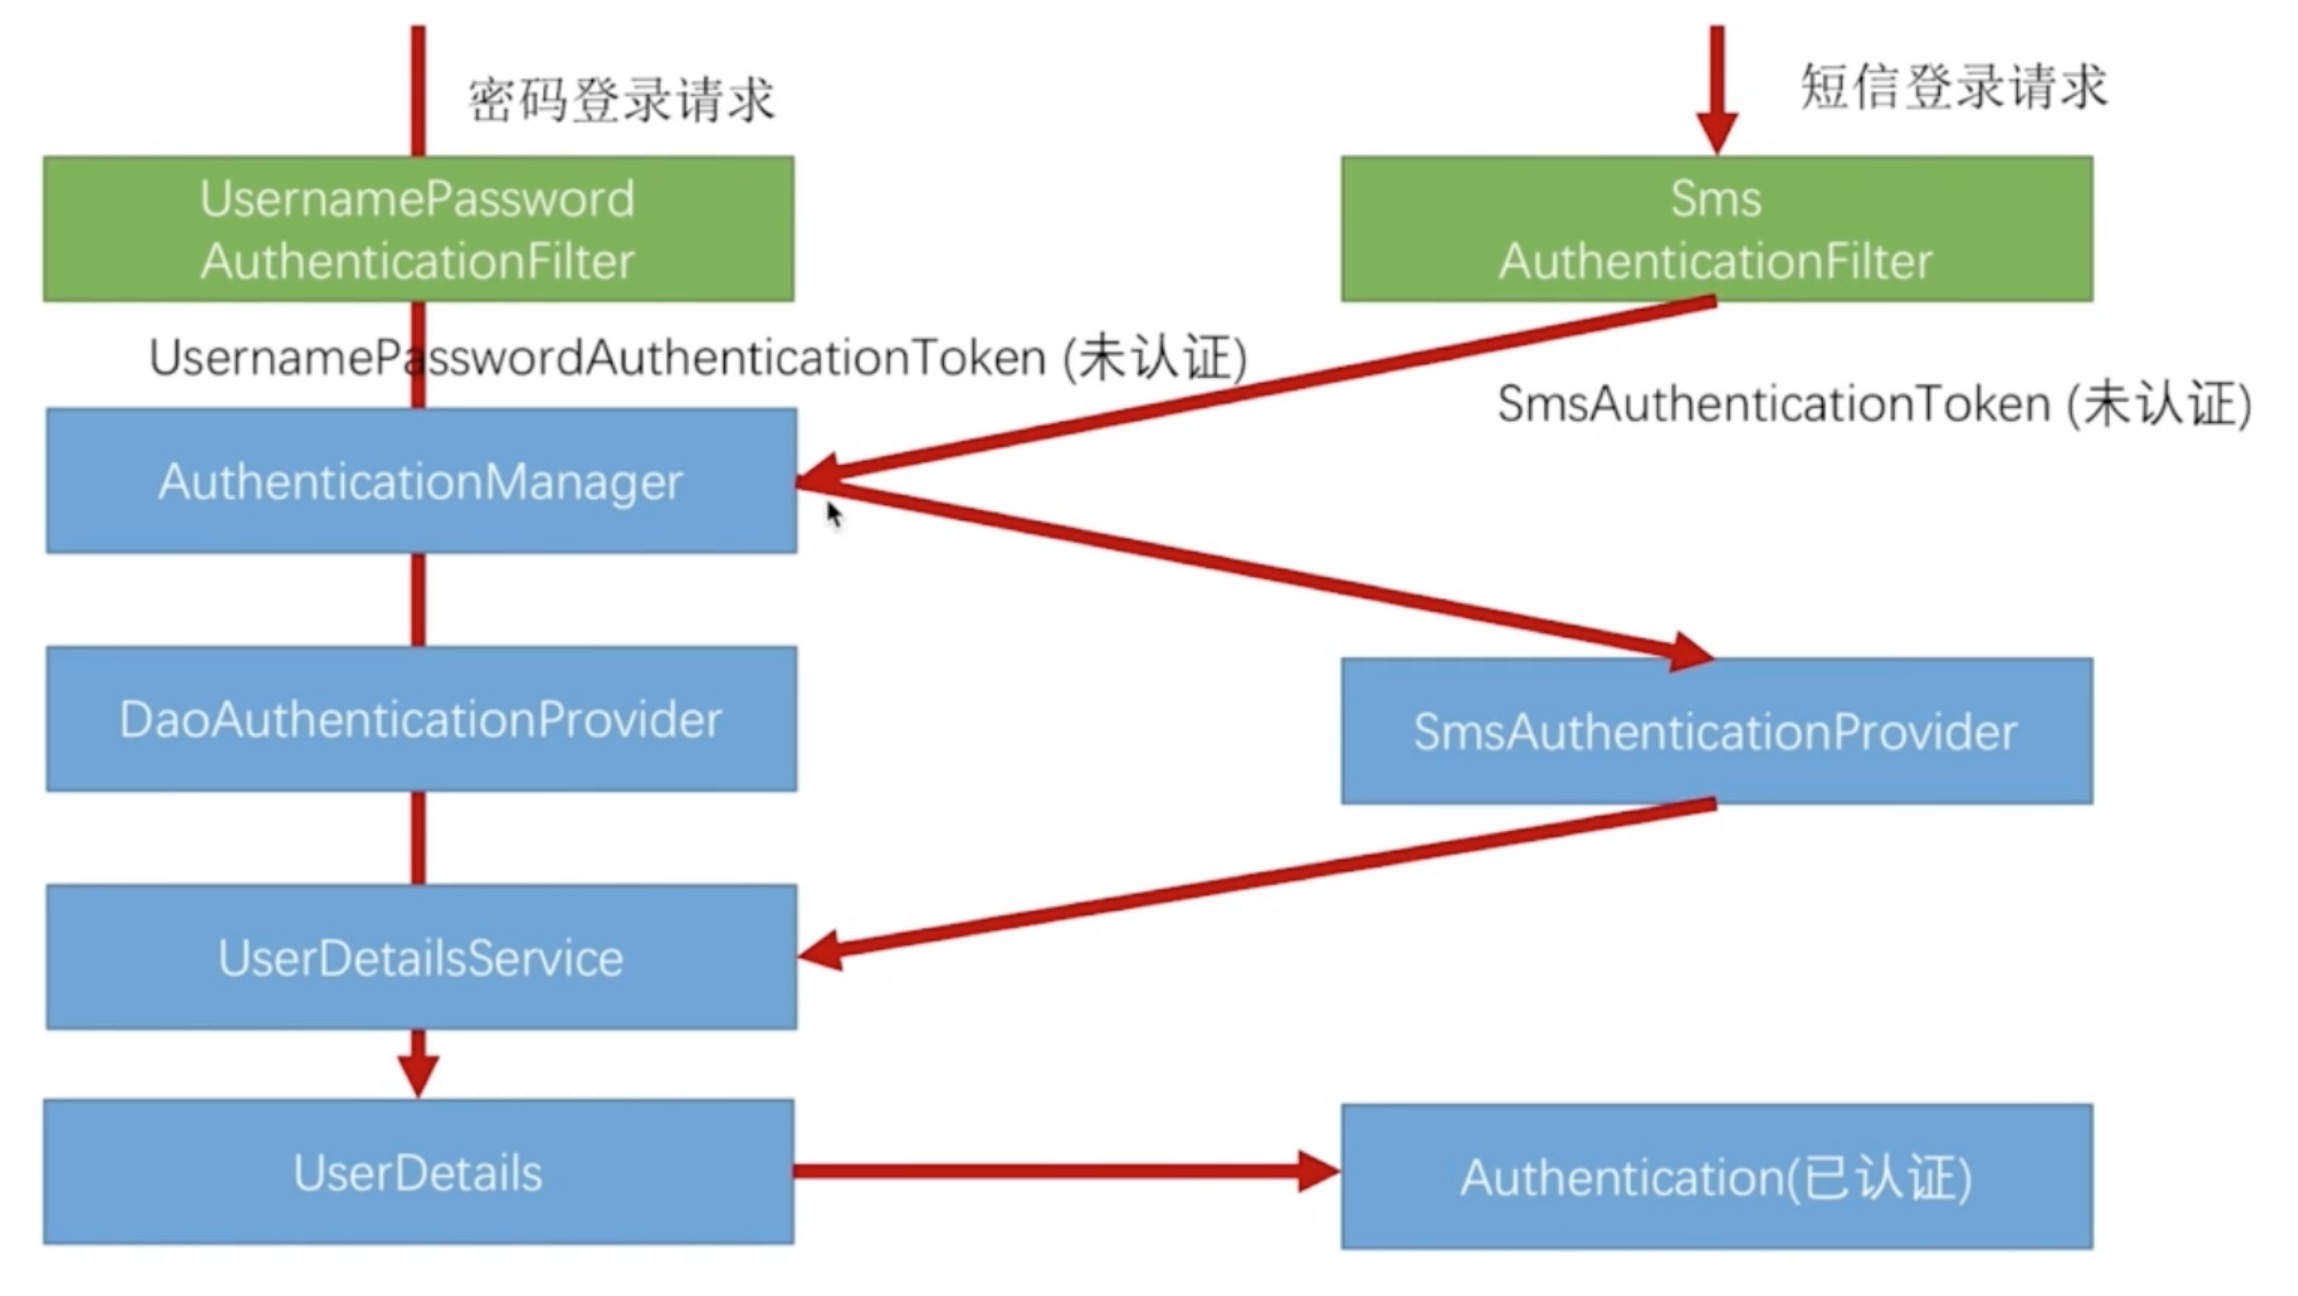 密码登录请求
短信登录请求
UsernamePassword
AuthenticationFilter
Sms
AuthenticationFilter
UsernamePasswordAuthenticationToken (未认证)
SmsAuthenticationToken (未认证)
AuthenticationManager
DaoAuthenticationProvider
SmsAuthenticationProvider
UserDetailsService
UserDetails
Authentication(已认证)